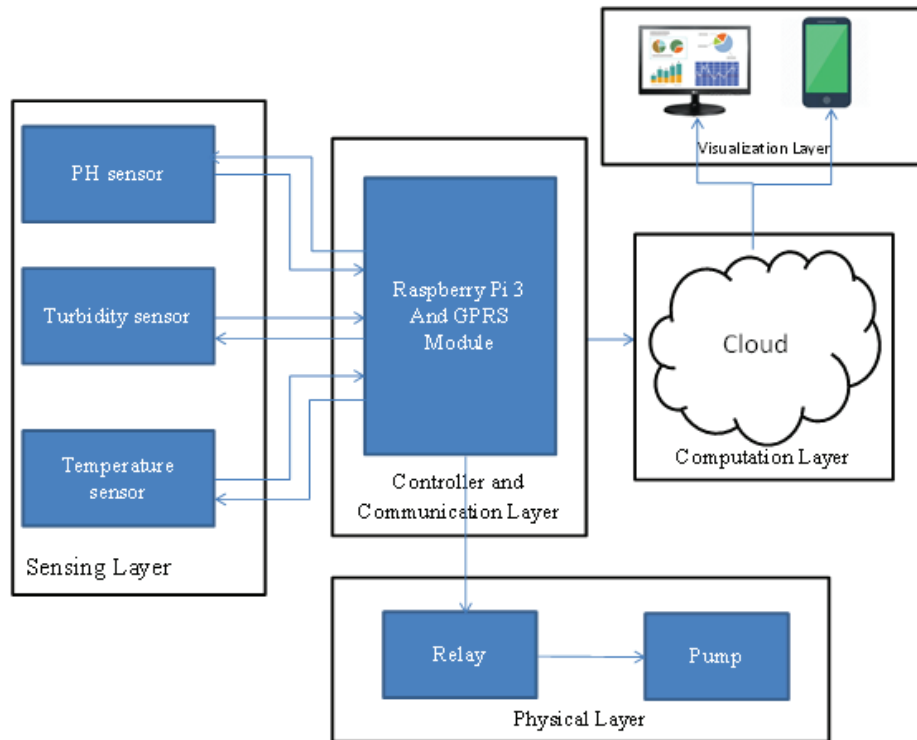 PH sensor
Turbidity sensor
Temperature
sensor
Sensing Layer
Raspberry Pi 3
And GPRS
Module
Controller and
Communication Layer
Visualization Layer
Cloud
Computation Layer
Relay
Pump
Physical Layer